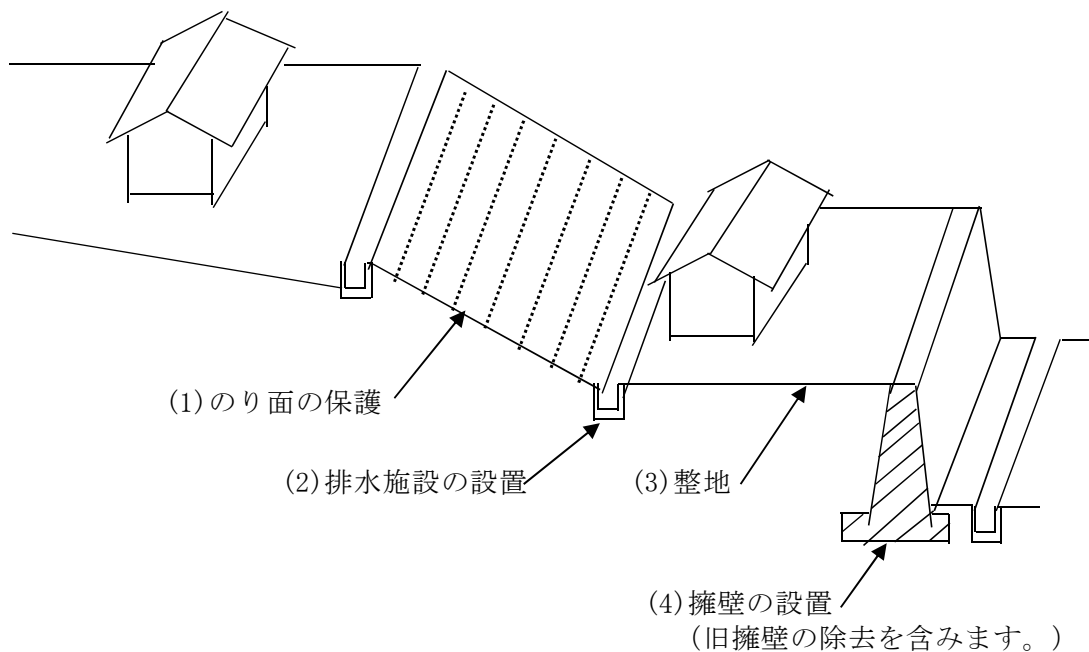 (1)のり面の保護
(2)排水施設の設置
(3)整地
(4)擁壁の設置
(旧擁壁の除去を含みます。)